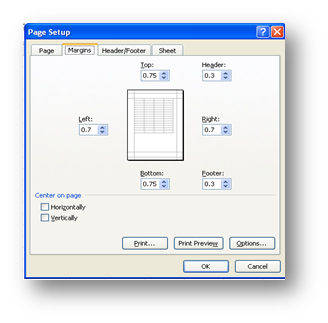 Page Setup
Page Margins Header/Footer Sheet
Top: Header:
0.75 0.3
Left: Right:
0.7 0.7
Bottom: Footer:
0.75 0.3
Center on page
Horizontally
Vertically
Print... Print Preview Options...
OK Cancel